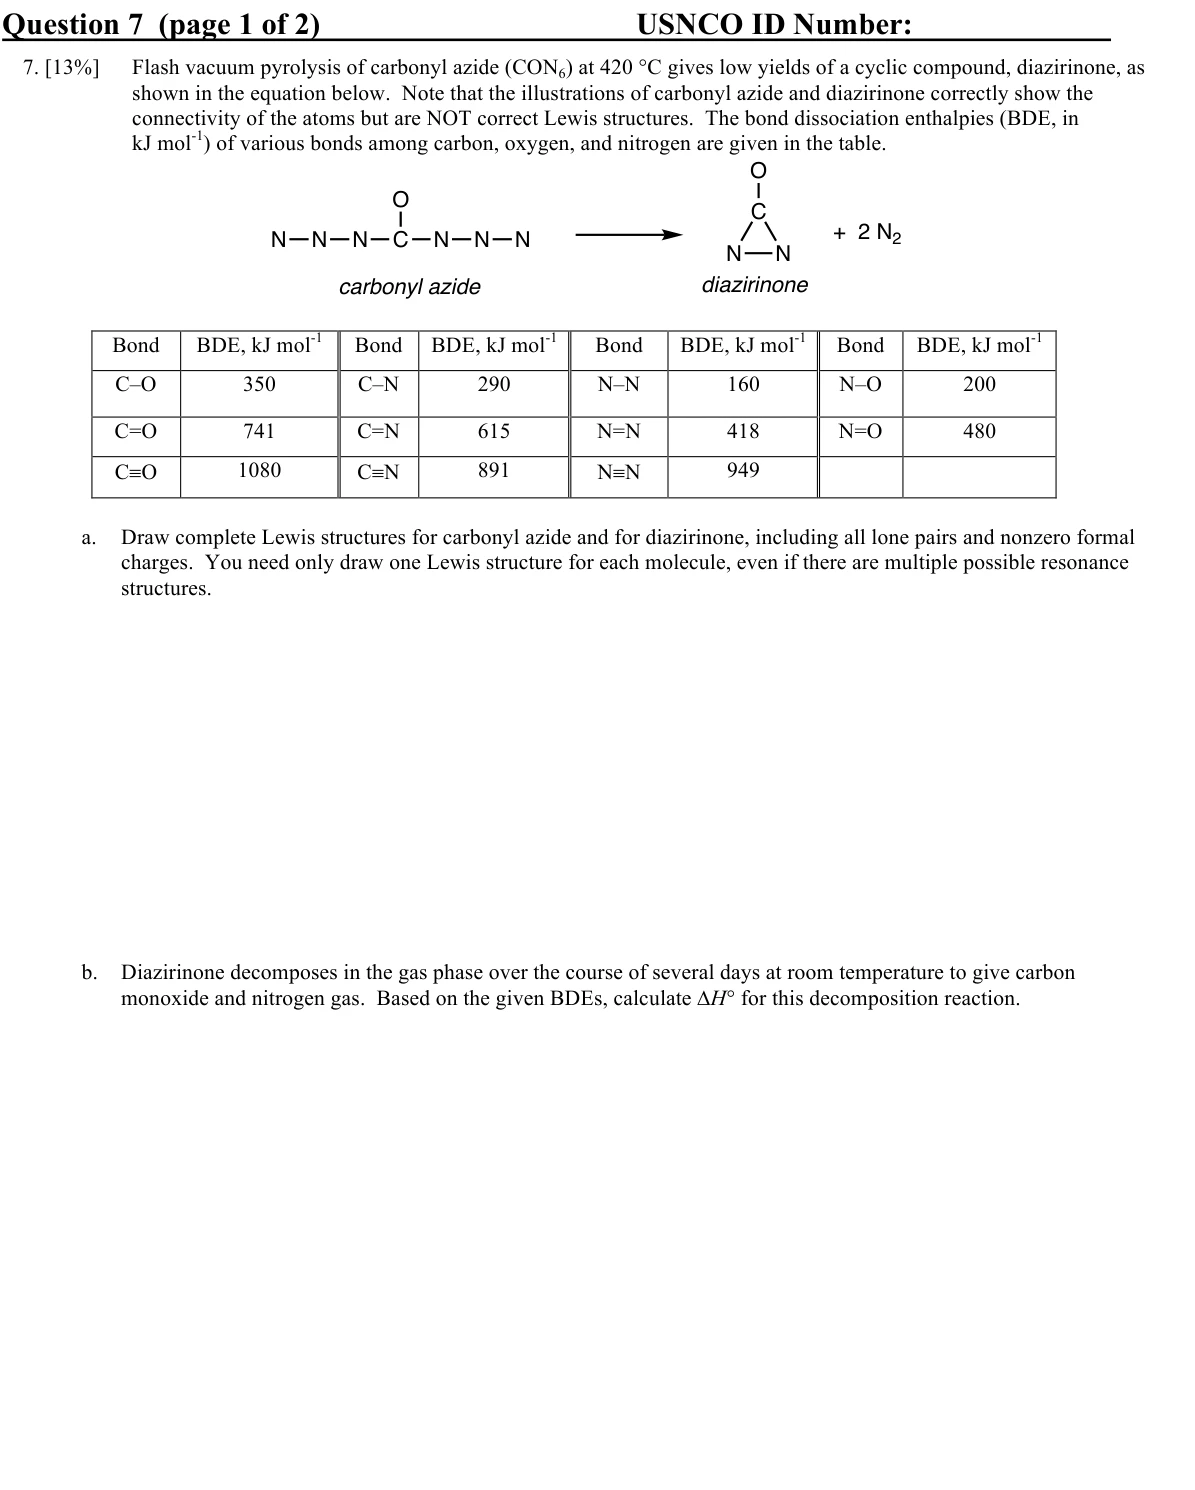 Question 7 (page 1 of 2) USNCO ID Number:
7. [13%] Flash vacuum pyrolysis of carbonyl azide (CON₆) at 420 °C gives low yields of a cyclic compound, diazirinone, as
shown in the equation below. Note that the illustrations of carbonyl azide and diazirinone correctly show the
connectivity of the atoms but are NOT correct Lewis structures. The bond dissociation enthalpies (BDE, in
kJ mol⁻¹) of various bonds among carbon, oxygen, and nitrogen are given in the table.
O
O
C
N—N—N—C—N—N—N
N—N
+ 2 N₂
carbonyl azide
diazirinone
Bond BDE, kJ mol⁻¹ Bond BDE, kJ mol⁻¹ Bond BDE, kJ mol⁻¹ Bond BDE, kJ mol⁻¹
C–O 350 C–N 290 N–N 160 N–O 200
C=O 741 C=N 615 N=N 418 N=O 480
C≡O 1080 C≡N 891 N≡N 949
a. Draw complete Lewis structures for carbonyl azide and for diazirinone, including all lone pairs and nonzero formal
charges. You need only draw one Lewis structure for each molecule, even if there are multiple possible resonance
structures.
b. Diazirinone decomposes in the gas phase over the course of several days at room temperature to give carbon
monoxide and nitrogen gas. Based on the given BDEs, calculate ΔH° for this decomposition reaction.